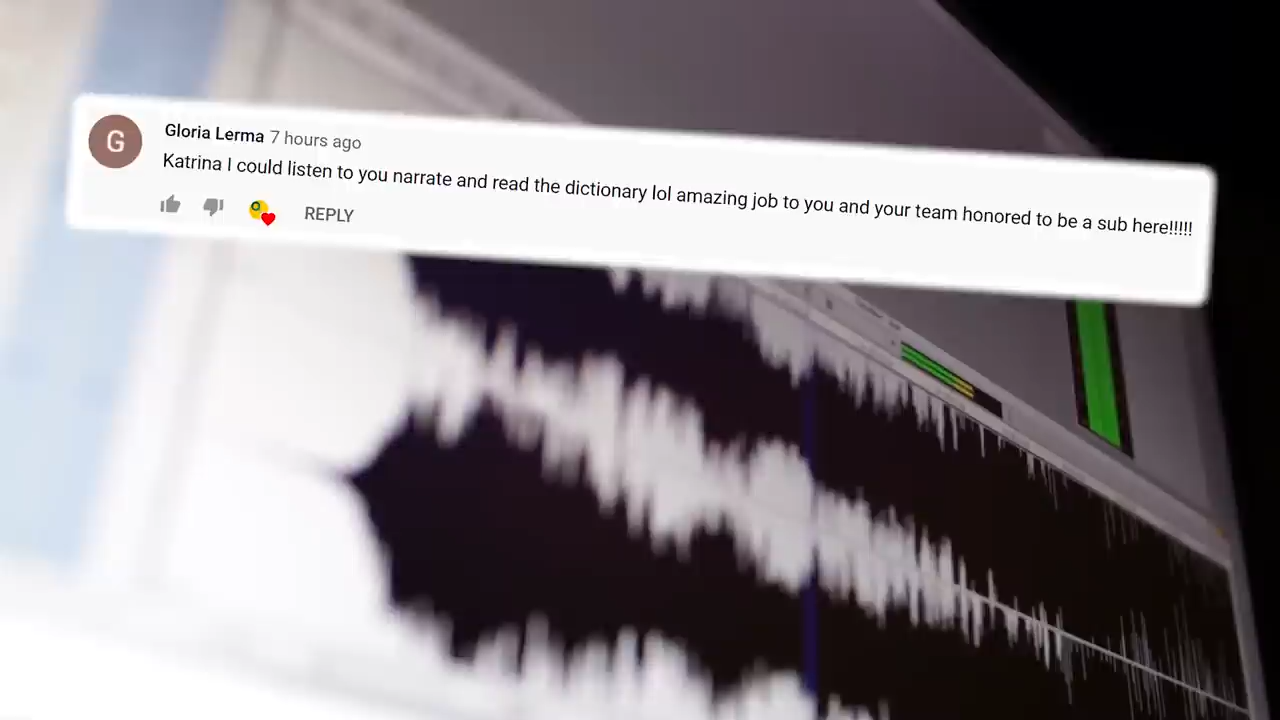 G
Gloria Lerma 7 hours ago
Katrina I could listen to you narrate and read the dictionary lol amazing job to you and your team honored to be a sub here!!!!!
REPLY